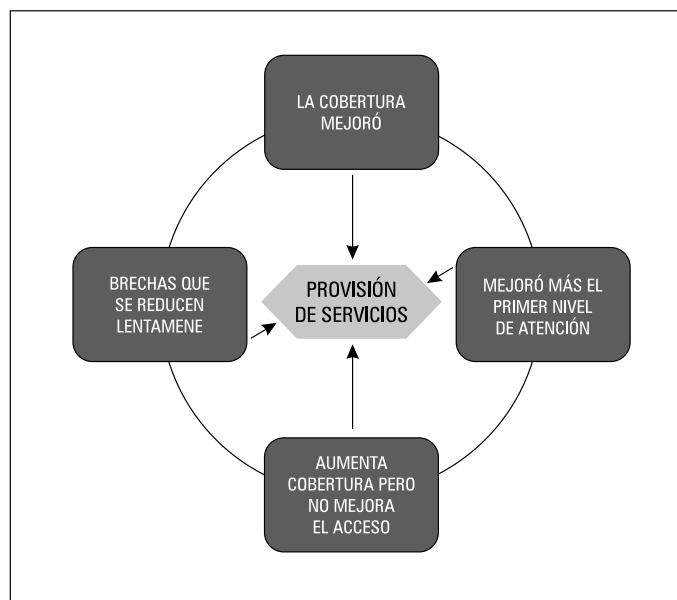 LA COBERTURA
MEJORÓ
BRECHAS QUE
SE REDUCEN
LENTAMENE
PROVISIÓN
DE SERVICIOS
MEJORÓ MÁS EL
PRIMER NIVEL
DE ATENCIÓN
AUMENTA
COBERTURA PERO
NO MEJORA
EL ACCESO